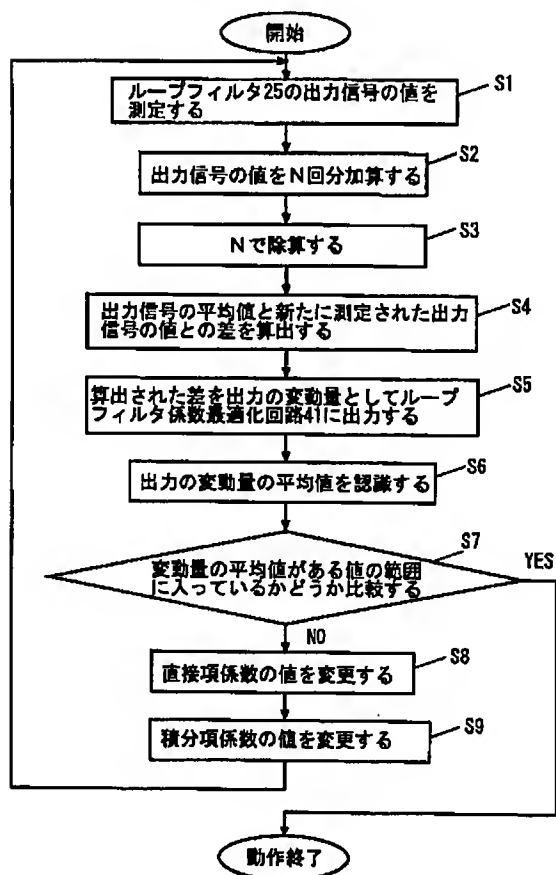 開始
ループフィルタ25の出力信号の値を
測定する
S1
出力信号の値をN回分加算する
S2
Nで除算する
S3
出力信号の平均値と新たに測定された出力
信号の値との差を算出する
S4
算出された差を出力の変動量としてループ
フィルタ係数最適化回路41に出力する
S5
出力の変動量の平均値を認識する
S6
変動量の平均値がある値の範囲
に入っているかどうか比較する
S7
YES
NO
直接項係数の値を変更する
S8
積分項係数の値を変更する
S9
動作終了